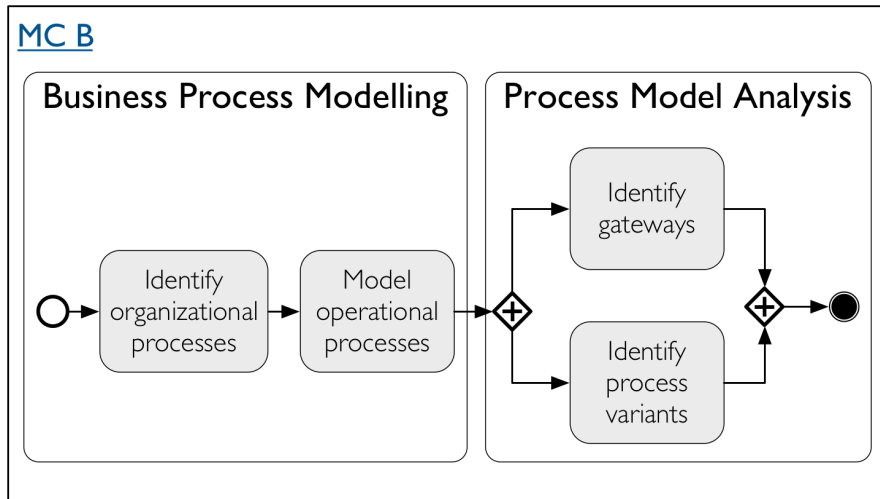 MC B
Business Process Modelling
Process Model Analysis
Identify
organizational
processes
Model
operational
processes
Identify
gateways
Identify
process
variants